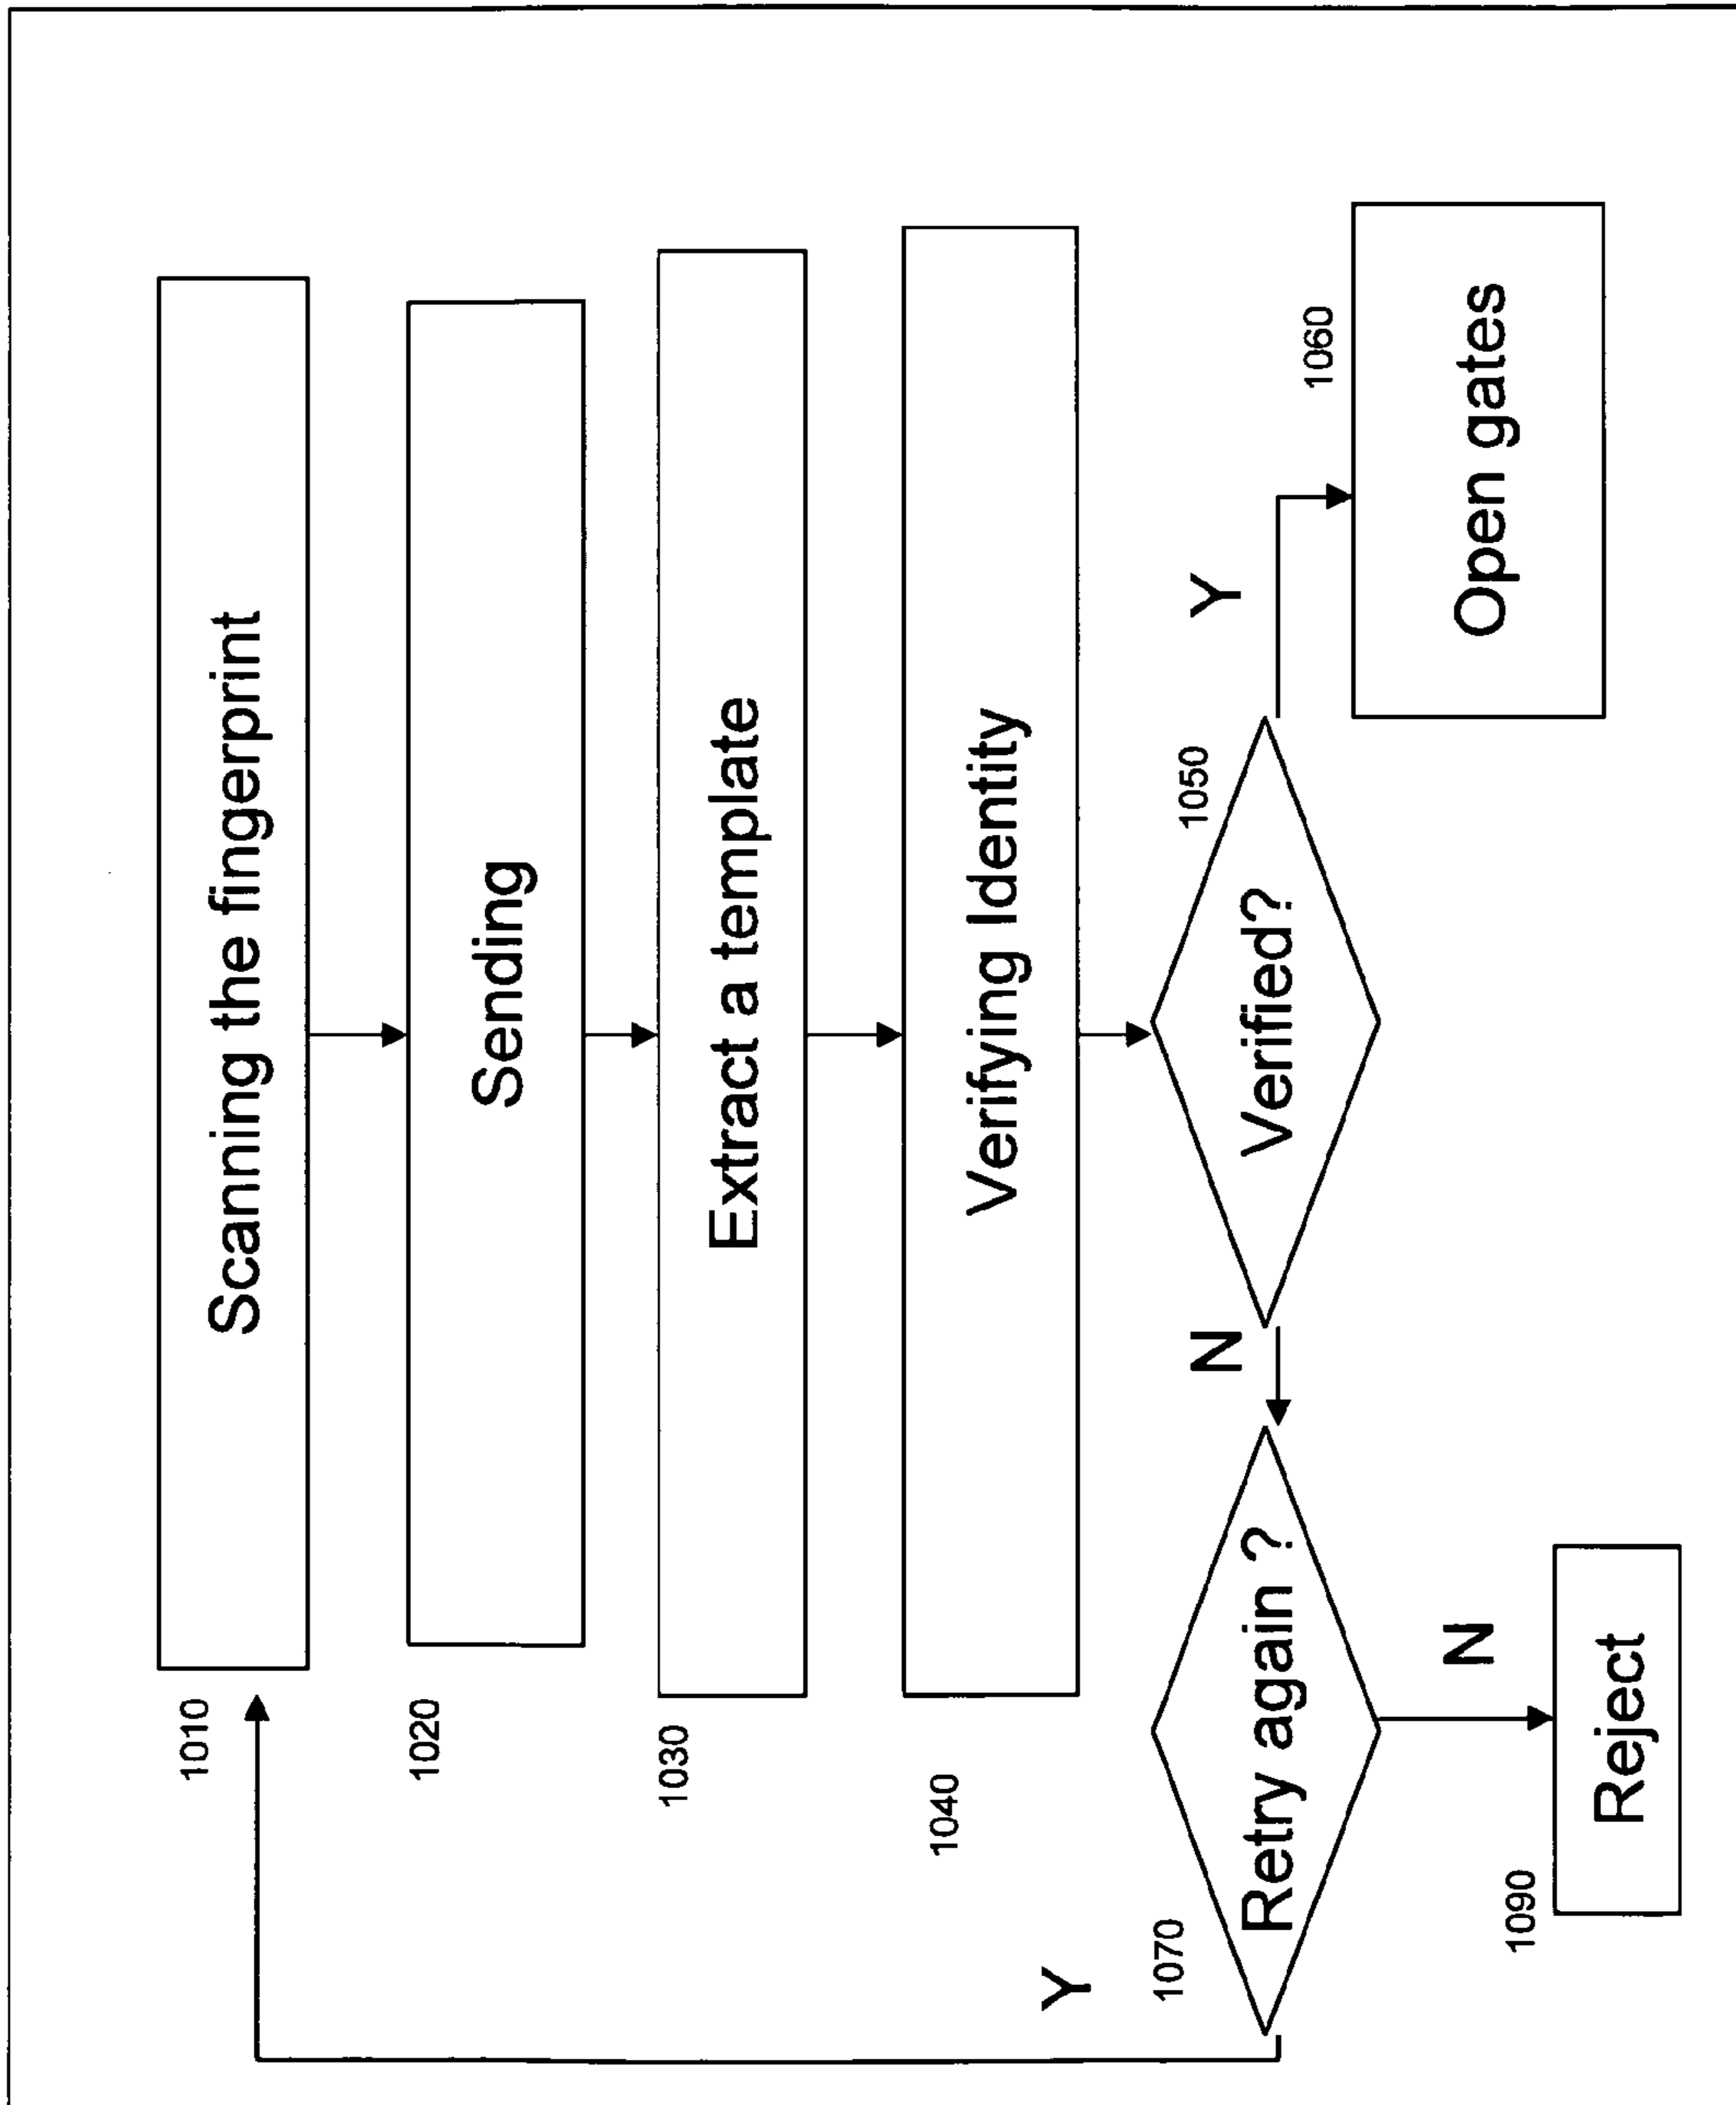 1010
Scanning the fingerprint
1020
Sending
1030
Extract a template
1040
Verifying Identity
1050
Verified?
Y
1060
Open gates
N
1070
Retry again ?
Y
N
1090
Reject